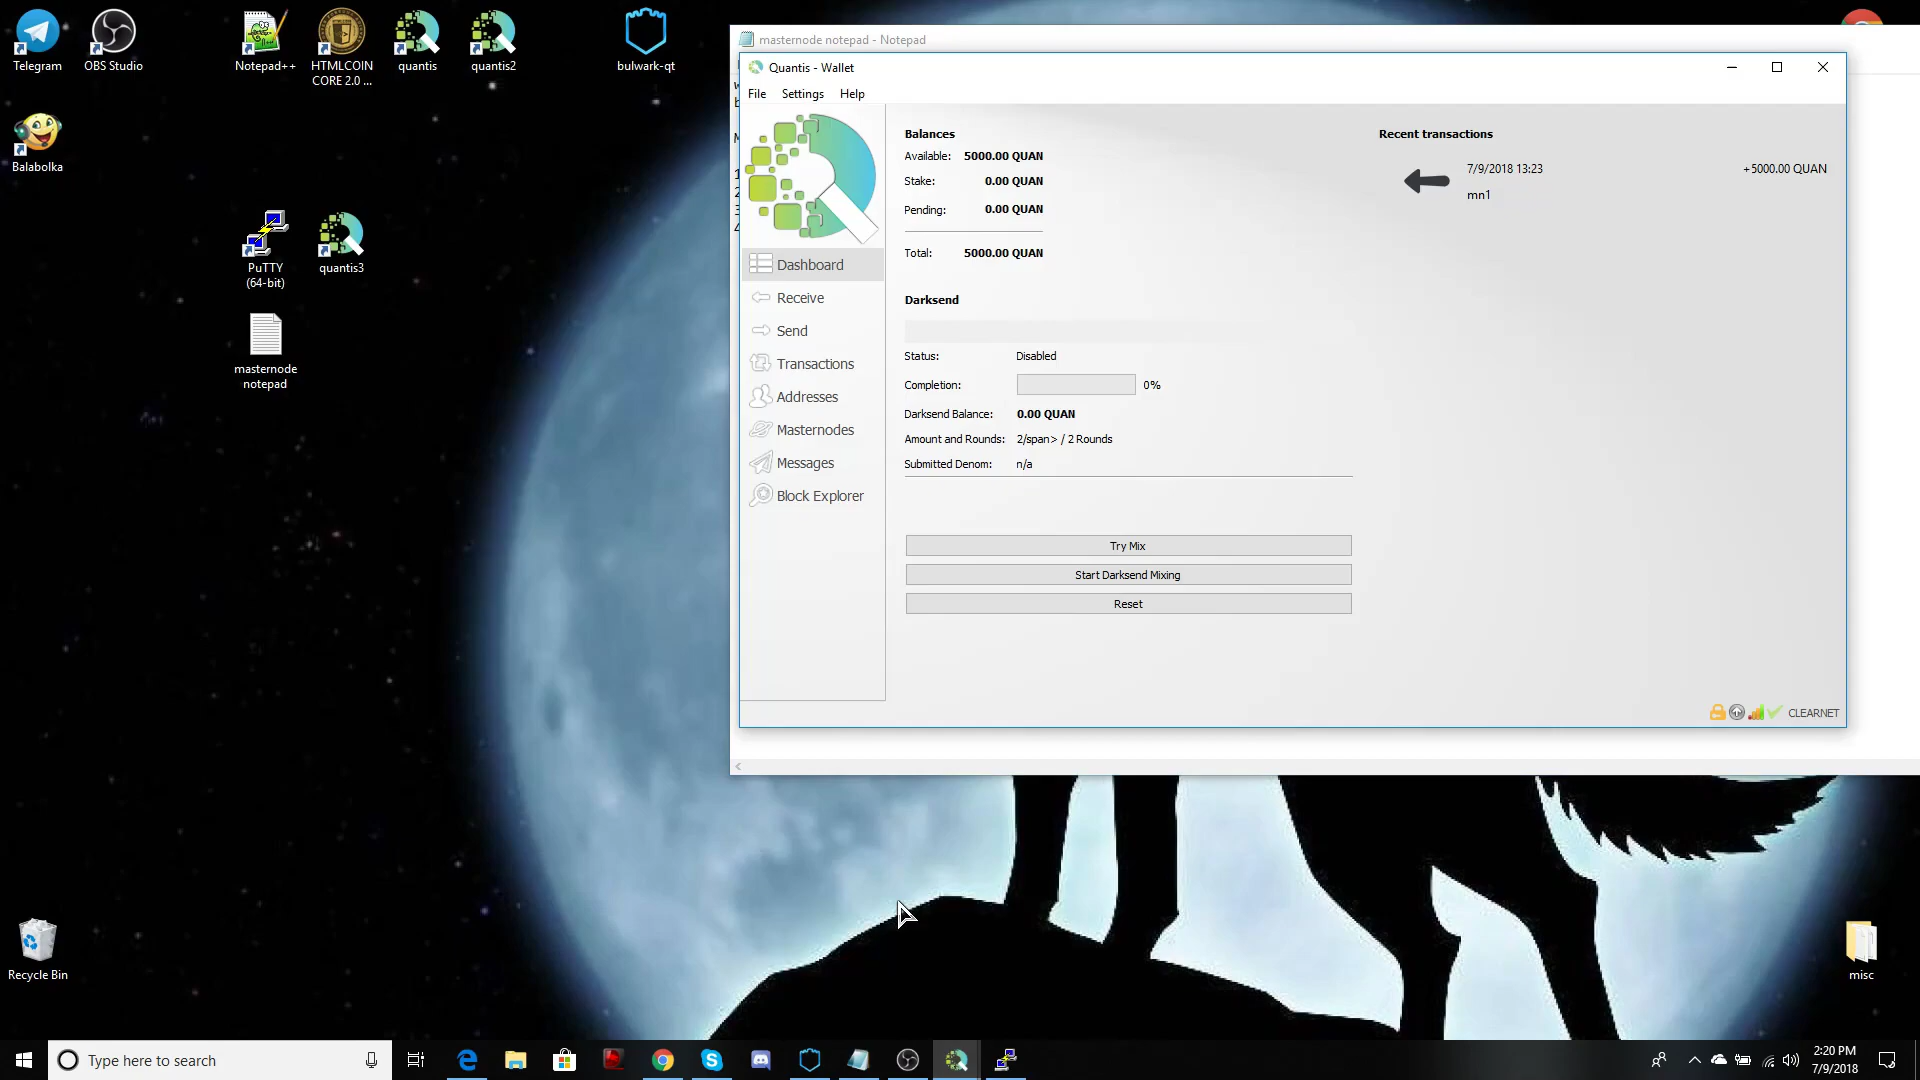 Telegram
OBS Studio
Notepad++
HTMLCOIN
CORE 2.0 ...
quantis
quantis2
bulwark-qt
Balabolka
PuTTY
(64-bit)
quantis3
masternode
notepad
Recycle Bin
misc
masternode notepad - Notepad
Quantis - Wallet
File Settings Help
Dashboard
Receive
Send
Transactions
Addresses
Masternodes
Messages
Block Explorer
Balances
Available: 5000.00 QUAN
Stake: 0.00 QUAN
Pending: 0.00 QUAN
Total: 5000.00 QUAN
Darksend
Status: Disabled
Completion: 0%
Darksend Balance: 0.00 QUAN
Amount and Rounds: 2/span> / 2 Rounds
Submitted Denom: n/a
Try Mix
Start Darksend Mixing
Reset
Recent transactions
7/9/2018 13:23 +5000.00 QUAN
mn1
CLEARNET
Type here to search
2:20 PM
7/9/2018